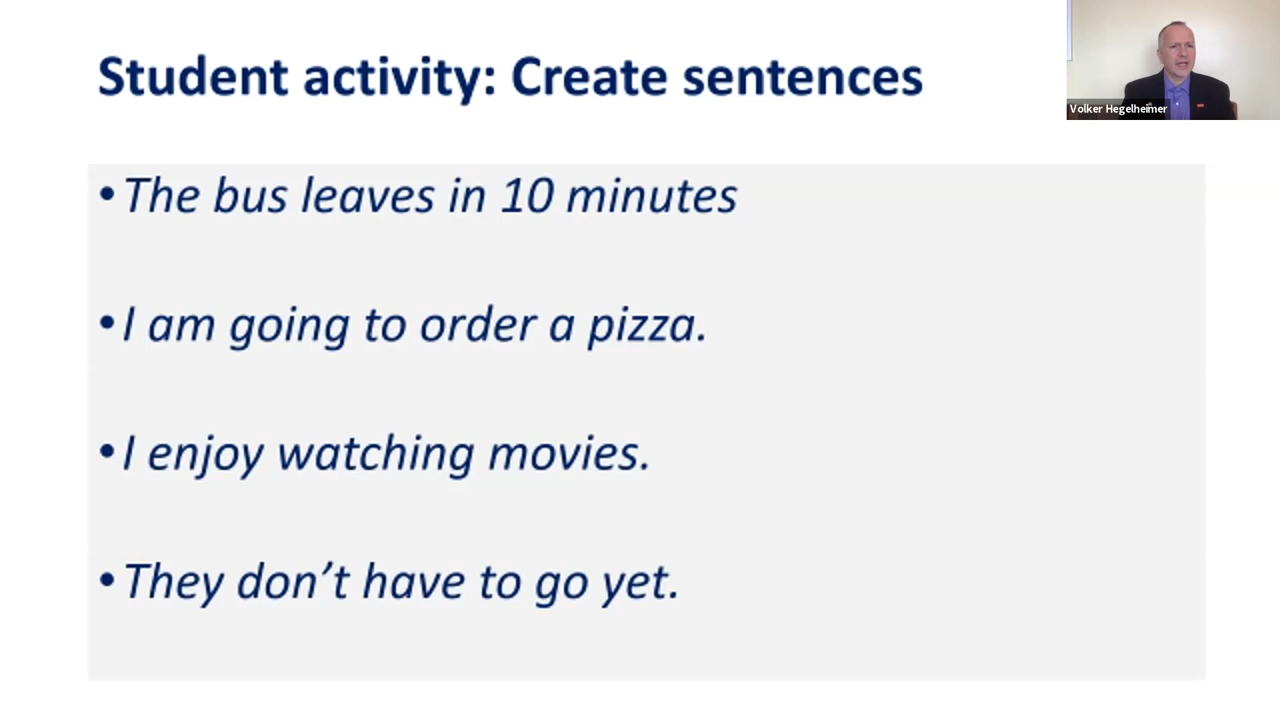 Student activity: Create sentences
Volker Hegelheimer
• The bus leaves in 10 minutes
• I am going to order a pizza.
• I enjoy watching movies.
• They don’t have to go yet.